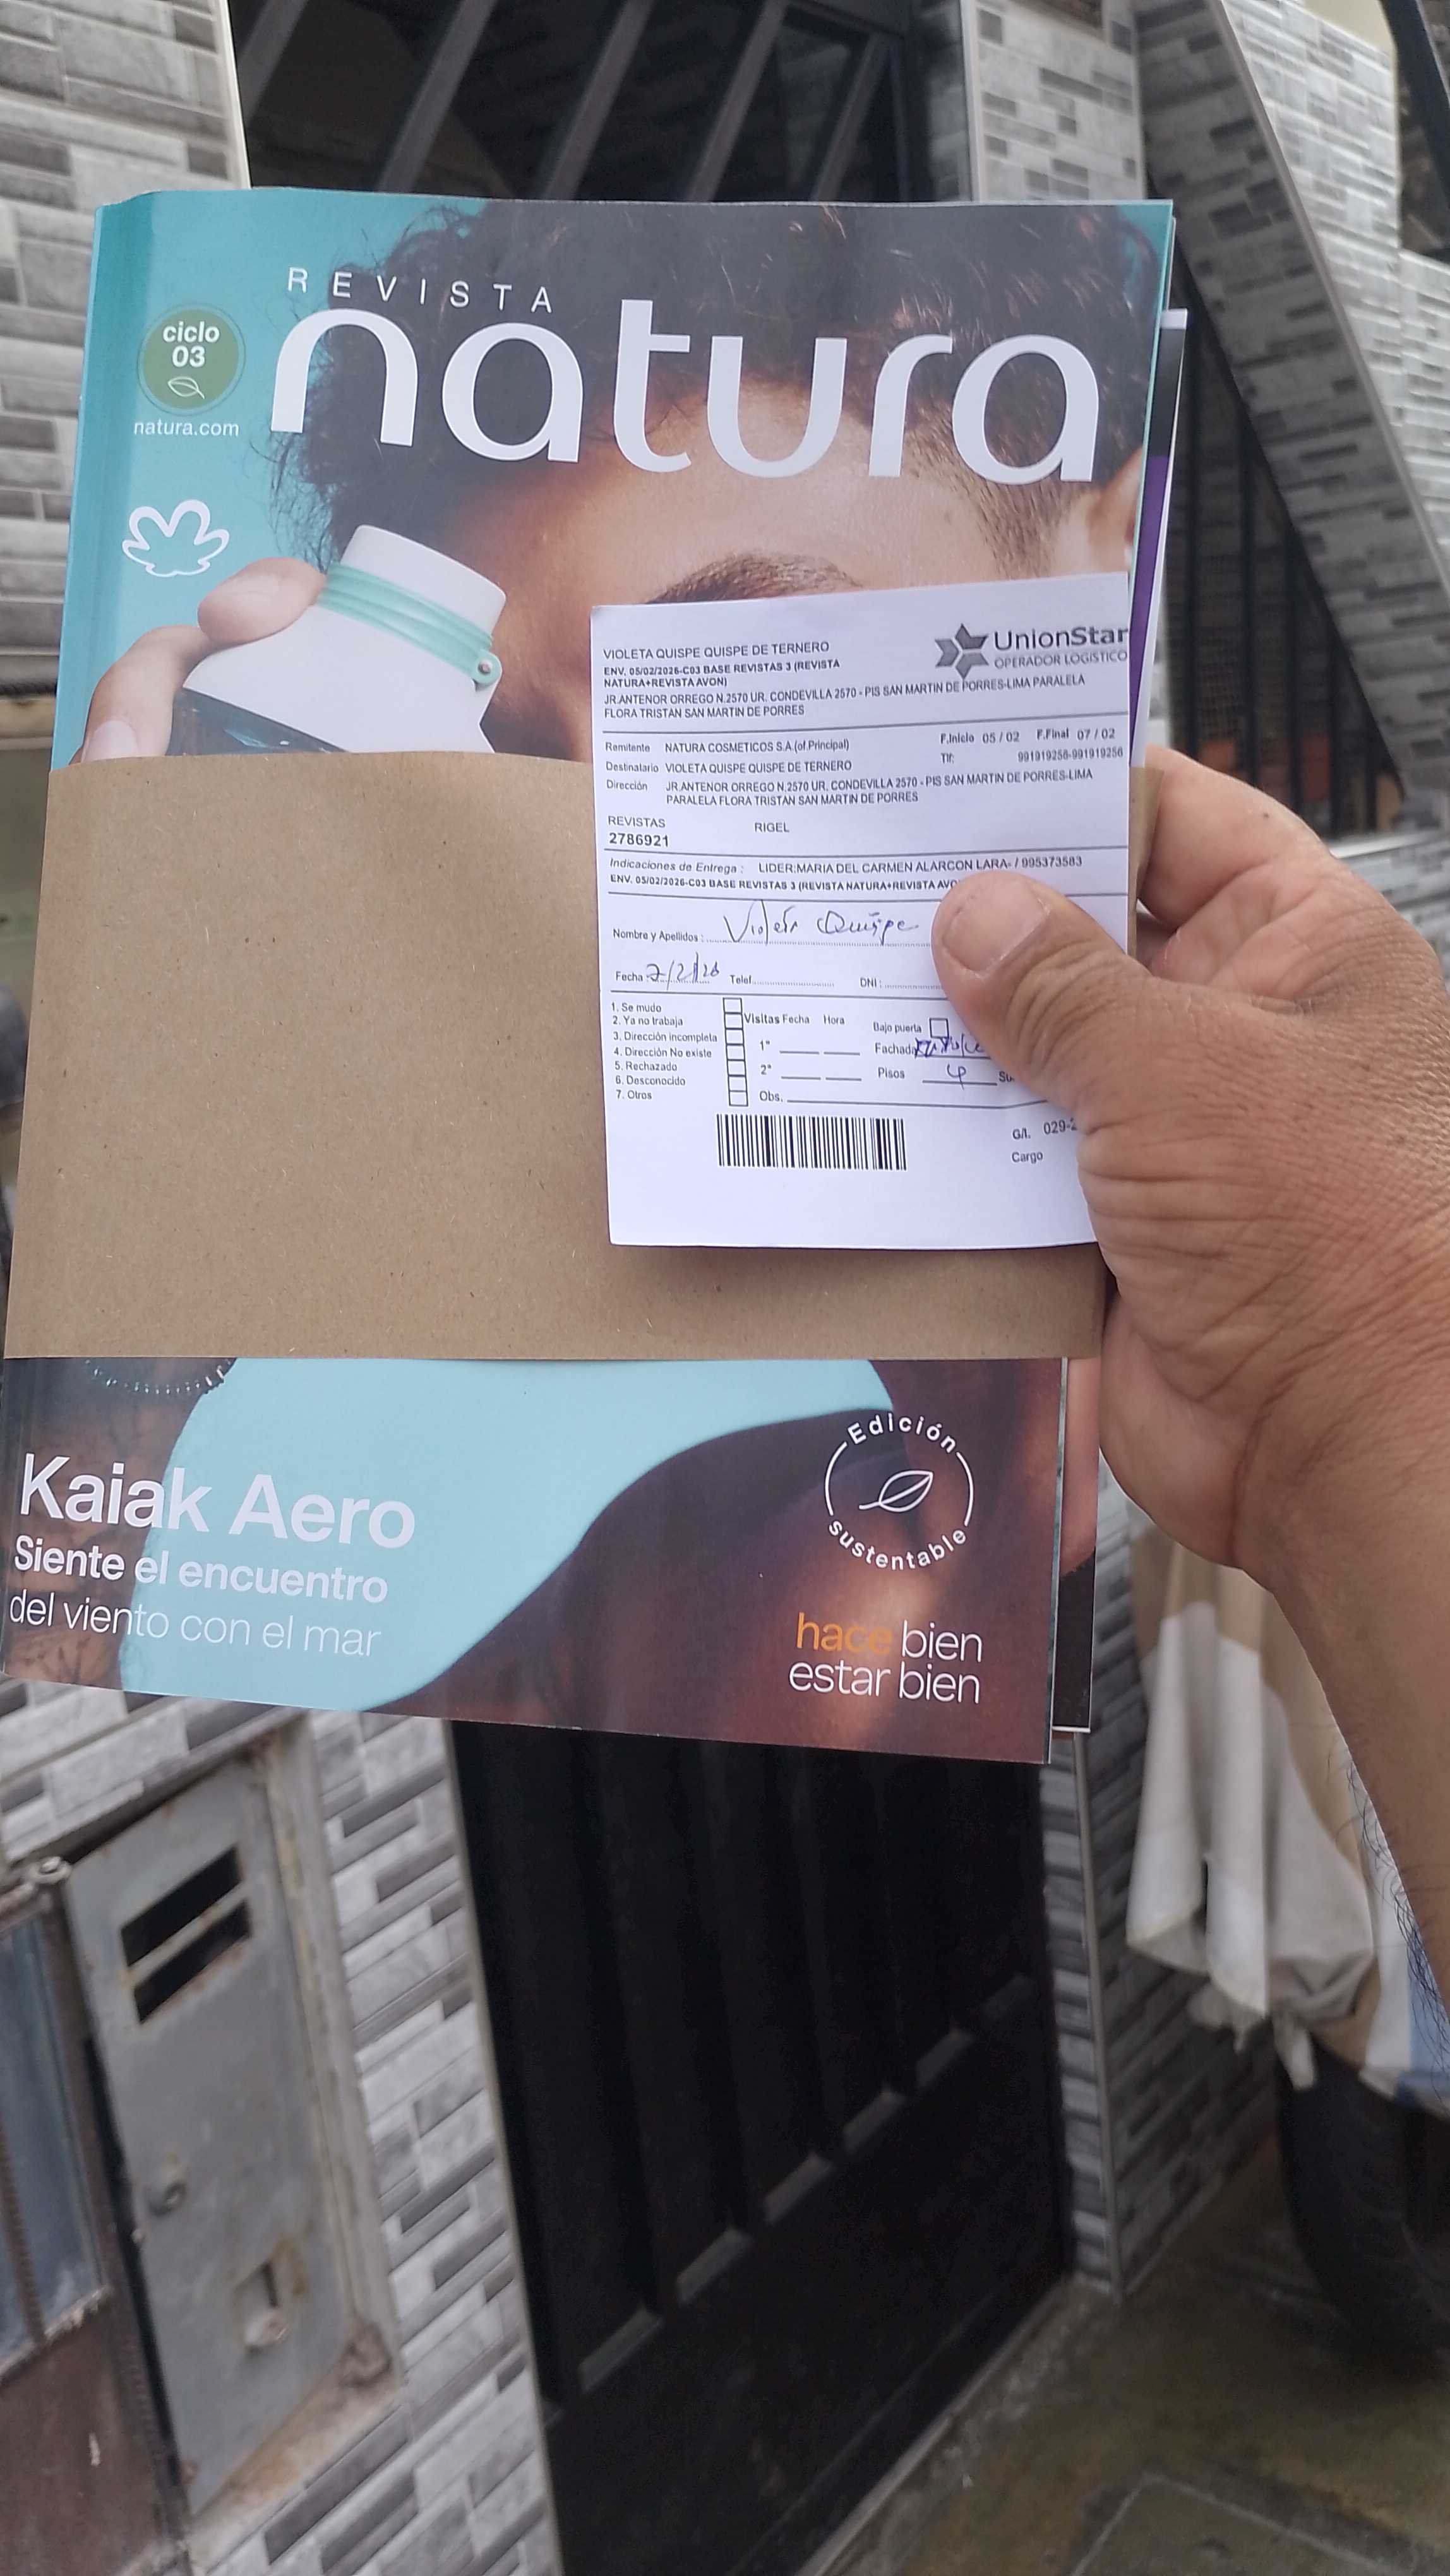 REVISTA
natura
ciclo
03
natura.com
VIOLETA QUISPE QUISPE DE TERNERO
ENV. 05/02/2026-C03 BASE REVISTAS 3 (REVISTA
NATURA+REVISTA AVON)
JR.ANTENOR ORREGO N.2570 UR. CONDEVILLA 2570 - PIS SAN MARTIN DE PORRES-LIMA PARALELA
FLORA TRISTAN SAN MARTIN DE PORRES
UnionStar
OPERADOR LOGISTICO
Remitente NATURA COSMETICOS S.A.(of.Principal)
F.Inicio 05 / 02 F.Final 07 / 02
Destinatario VIOLETA QUISPE QUISPE DE TERNERO
Tlf: 991919256-991919256
Dirección JR.ANTENOR ORREGO N.2570 UR. CONDEVILLA 2570 - PIS SAN MARTIN DE PORRES-LIMA
PARALELA FLORA TRISTAN SAN MARTIN DE PORRES
REVISTAS RIGEL
2786921
Indicaciones de Entrega : LIDER:MARIA DEL CARMEN ALARCON LARA- / 995373583
ENV. 05/02/2026-C03 BASE REVISTAS 3 (REVISTA NATURA+REVISTA AVO
Nombre y Apellidos : Violeta Quispe
Fecha 7/2/26 Telef. DNI :
1. Se mudo
2. Ya no trabaja
3. Dirección incompleta
4. Dirección No existe
5. Rechazado
6. Desconocido
7. Otros
Visitas Fecha Hora
1°
2°
Obs.
Bajo puerta
Fachada
Pisos 4 Su
G/l. 029-2
Cargo
Kaiak Aero
Siente el encuentro
del viento con el mar
Edición
sustentable
hace bien
estar bien